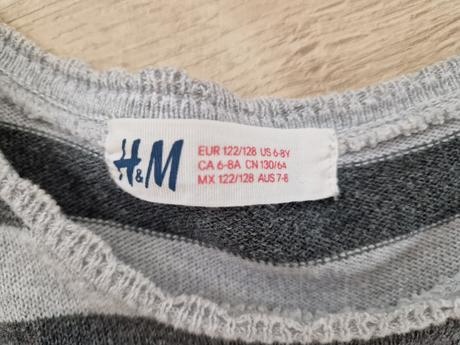 H&M
EUR 122/128 US 6-8Y
CA 6-8A CN 130/64
MX 122/128 AUS 7-8